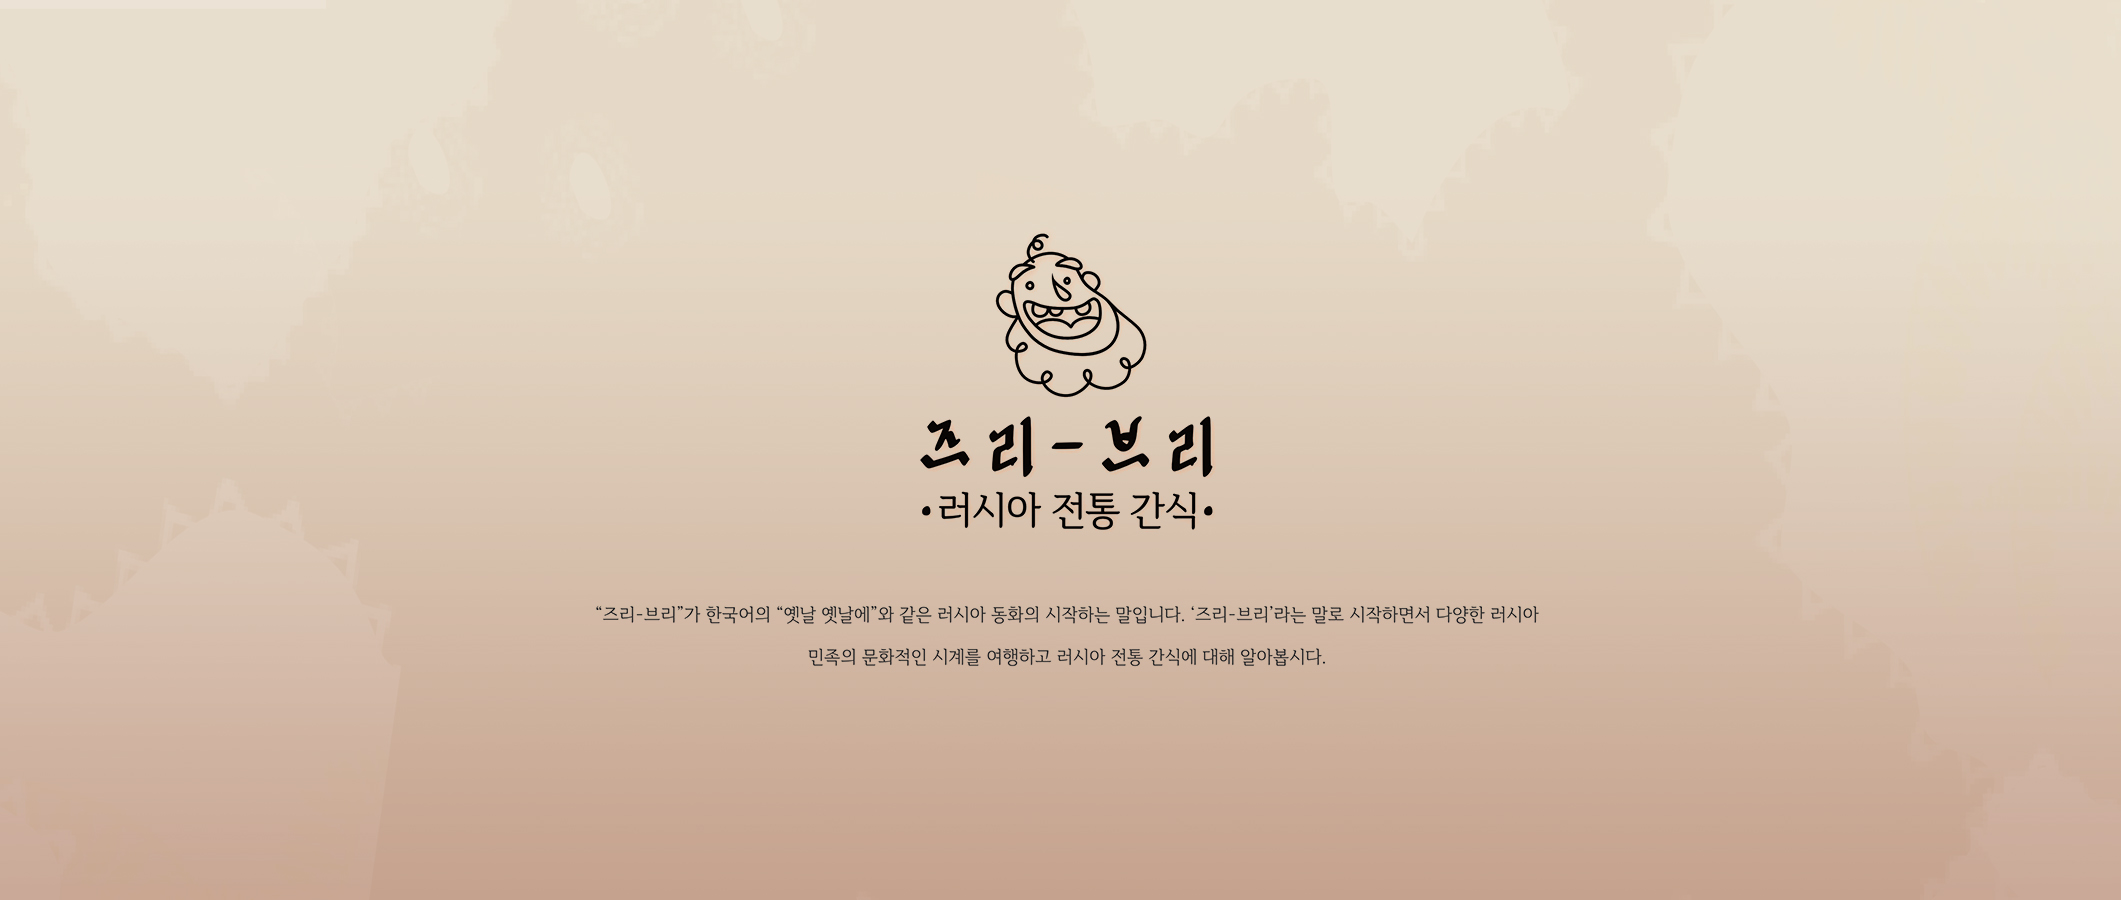 즈리-브리
•러시아 전통 간식•
“즈리-브리”가 한국어의 “옛날 옛날에”와 같은 러시아 동화의 시작하는 말입니다. ‘즈리-브리’라는 말로 시작하면서 다양한 러시아
민족의 문화적인 시계를 여행하고 러시아 전통 간식에 대해 알아봅시다.